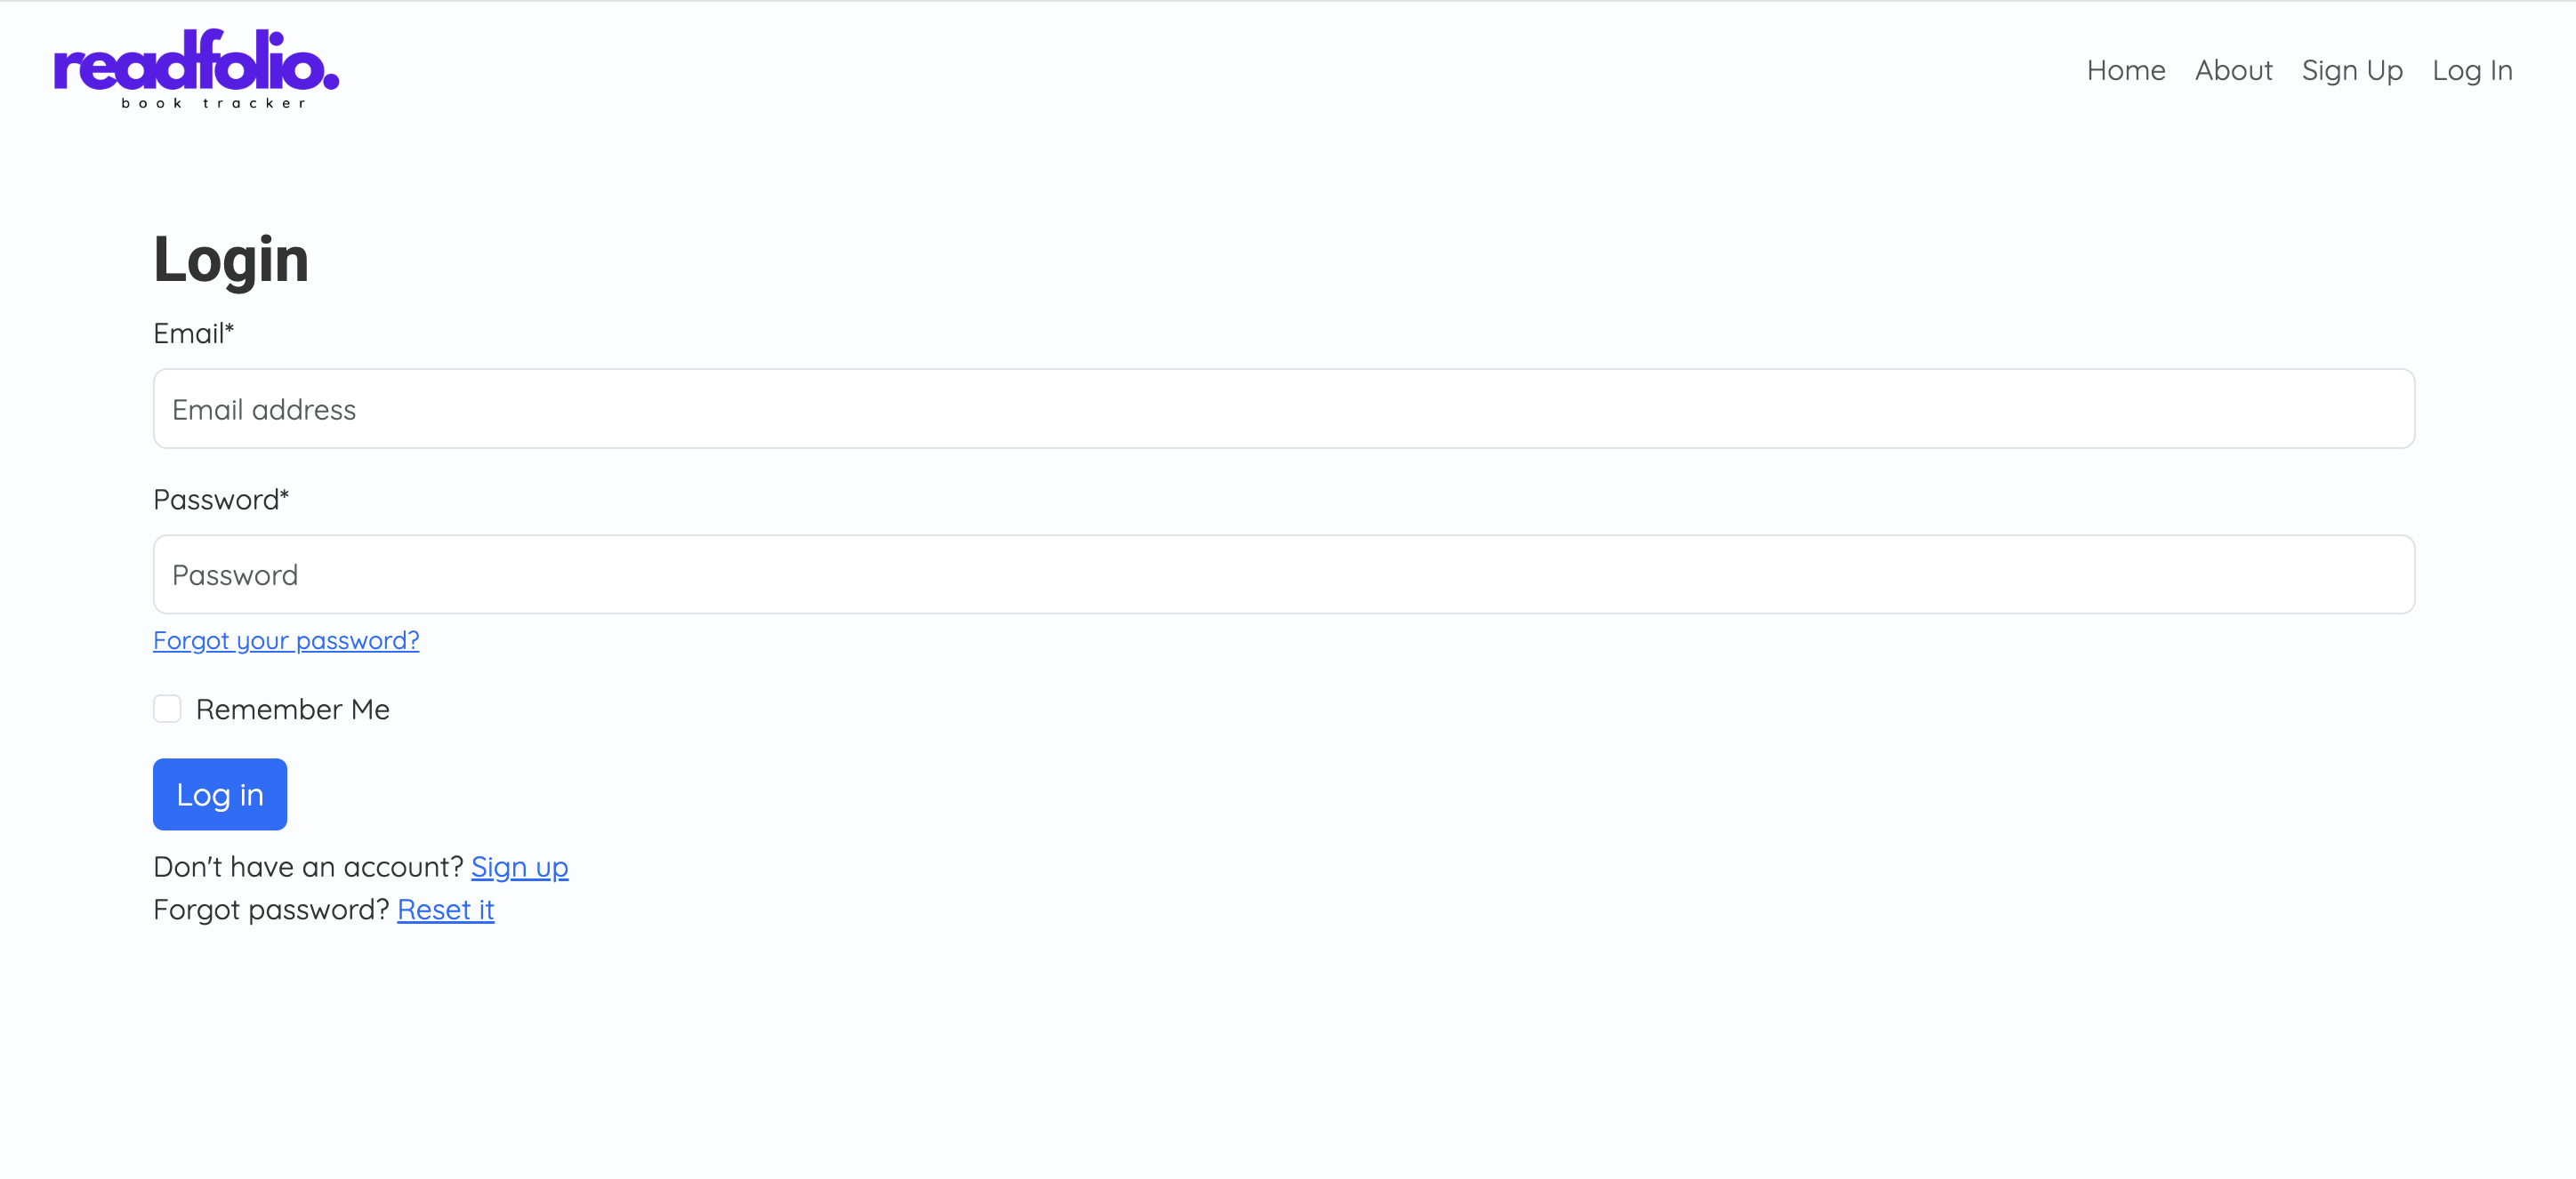 readfolio.
book tracker
Home About Sign Up Log In
Login
Email*
Email address
Password*
Password
Forgot your password?
Remember Me
Log in
Don't have an account? Sign up
Forgot password? Reset it